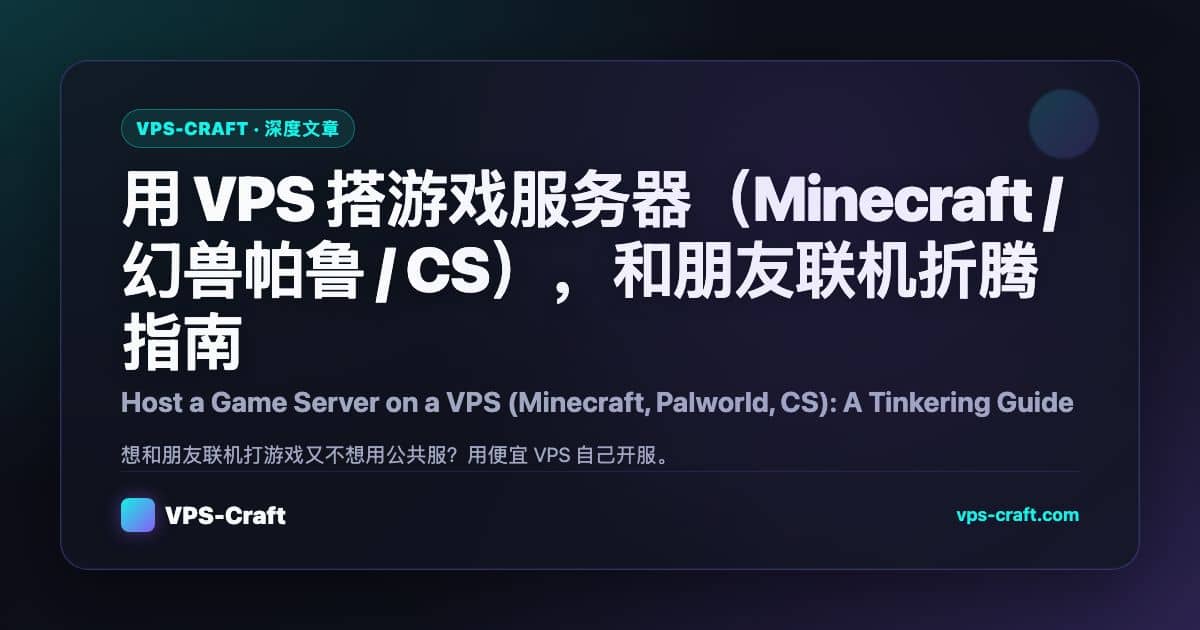 VPS-CRAFT · 深度文章
用 VPS 搭游戏服务器（Minecraft /
幻兽帕鲁 / CS），和朋友联机折腾
指南
Host a Game Server on a VPS (Minecraft, Palworld, CS): A Tinkering Guide
想和朋友联机打游戏又不想用公共服？用便宜 VPS 自己开服。
VPS-Craft
vps-craft.com